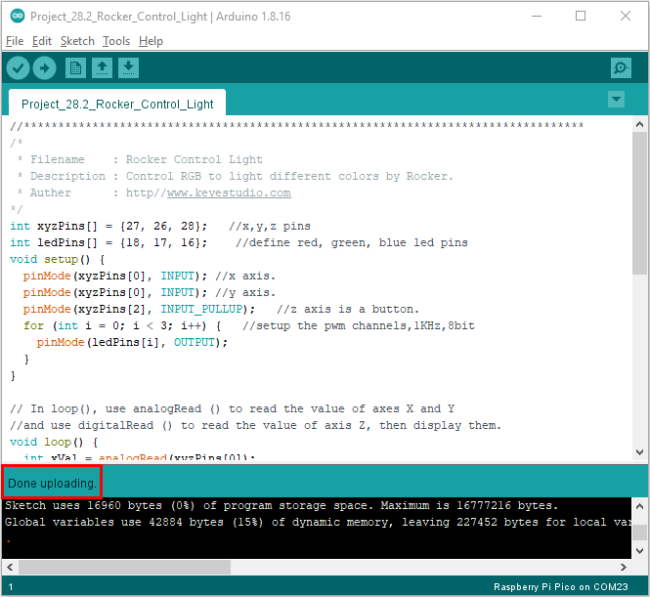 Project_28.2_Rocker_Control_Light | Arduino 1.8.16
File Edit Sketch Tools Help
Project_28.2_Rocker_Control_Light
//**********************************************************************************
/*
 * Filename    : Rocker Control Light
 * Description : Control RGB to light different colors by Rocker.
 * Auther      : http//www.keyestudio.com
*/
int xyzPins[] = {27, 26, 28};   //x,y,z pins
int ledPins[] = {18, 17, 16};    //define red, green, blue led pins
void setup() {
  pinMode(xyzPins[0], INPUT); //x axis.
  pinMode(xyzPins[0], INPUT); //y axis.
  pinMode(xyzPins[2], INPUT_PULLUP);   //z axis is a button.
  for (int i = 0; i < 3; i++) {   //setup the pwm channels,1KHz,8bit
    pinMode(ledPins[i], OUTPUT);
  }
}
// In loop(), use analogRead () to read the value of axes X and Y
//and use digitalRead () to read the value of axis Z, then display them.
void loop() {
  int xVal = analogRead(xyzPins[0]);
Done uploading.
Sketch uses 16960 bytes (0%) of program storage space. Maximum is 16777216 bytes.
Global variables use 42884 bytes (15%) of dynamic memory, leaving 227452 bytes for local var
.
1
Raspberry Pi Pico on COM23